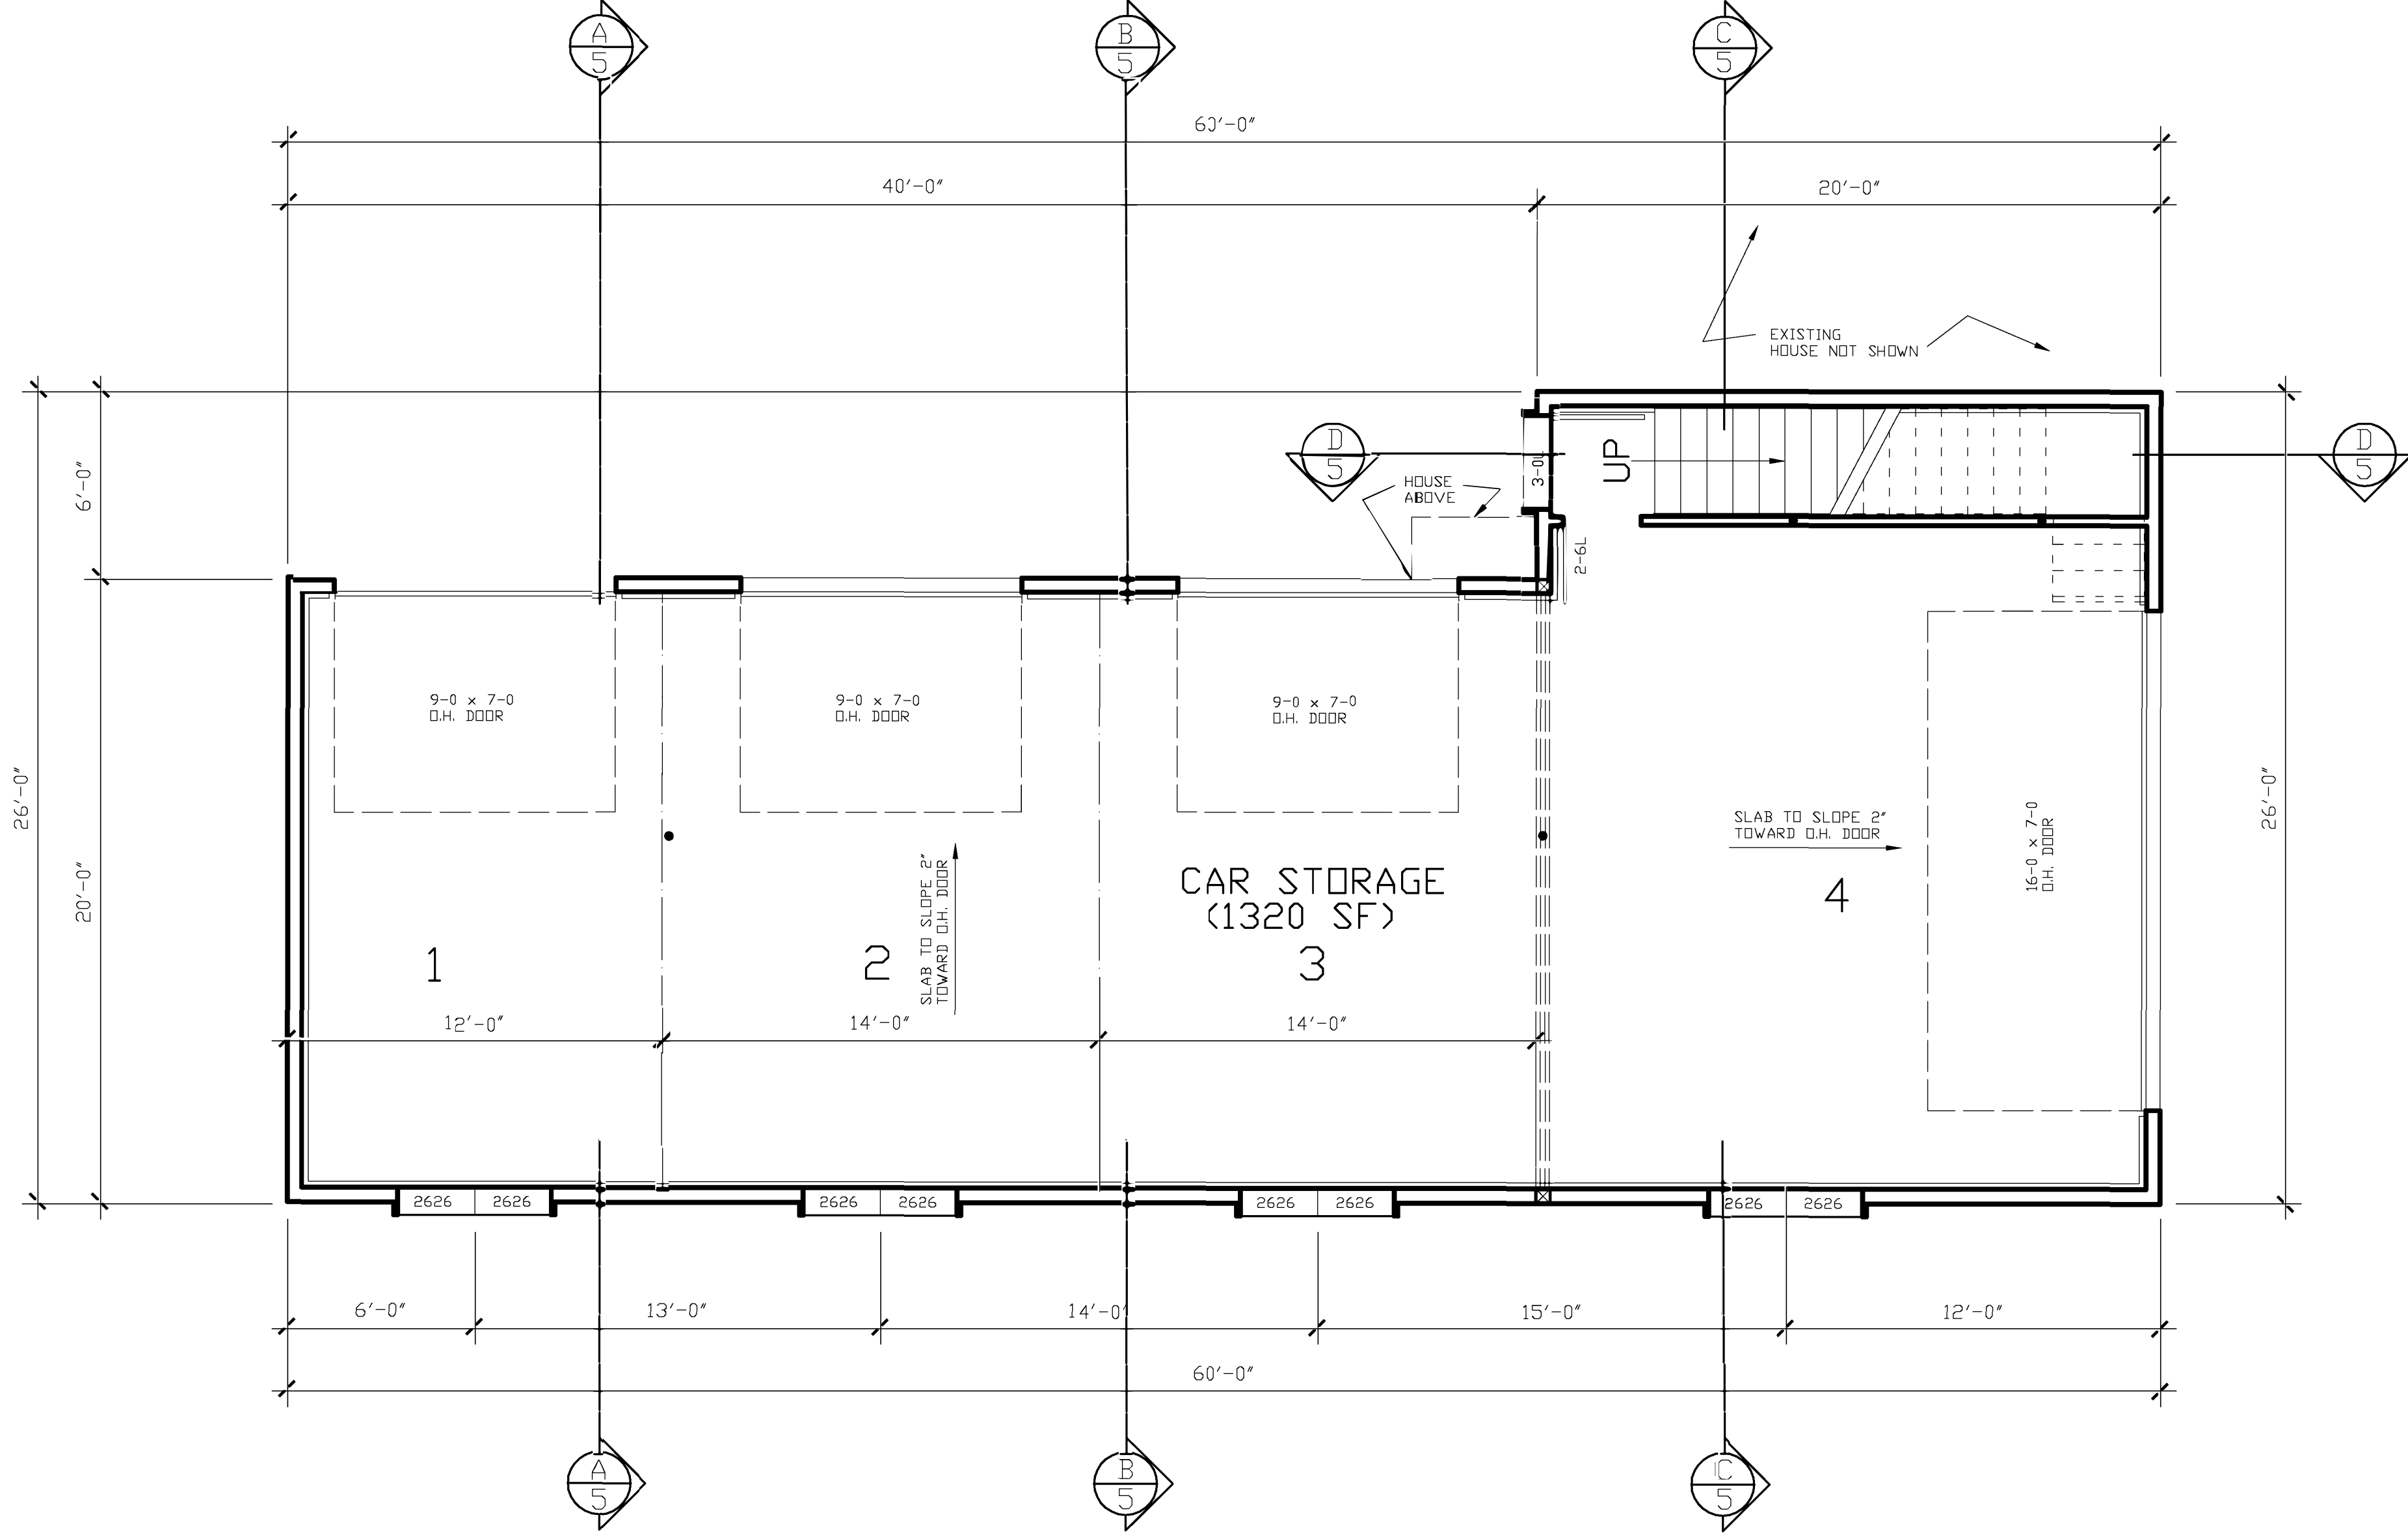 A
5
B
5
C
5
60'-0"
40'-0"
20'-0"
EXISTING
HOUSE NOT SHOWN
D
5
3-0L
UP
D
5
HOUSE
ABOVE
6'-0"
2-6L
9-0 x 7-0
O.H. DOOR
9-0 x 7-0
O.H. DOOR
9-0 x 7-0
O.H. DOOR
26'-0"
20'-0"
SLAB TO SLOPE 2"
TOWARD O.H. DOOR
CAR STORAGE
(1320 SF)
SLAB TO SLOPE 2"
TOWARD O.H. DOOR
16-0 x 7-0
O.H. DOOR
26'-0"
1
2
3
4
12'-0"
14'-0"
14'-0"
2626 2626
2626 2626
2626 2626
2626 2626
6'-0"
13'-0"
14'-0"
15'-0"
12'-0"
60'-0"
A
5
B
5
C
5